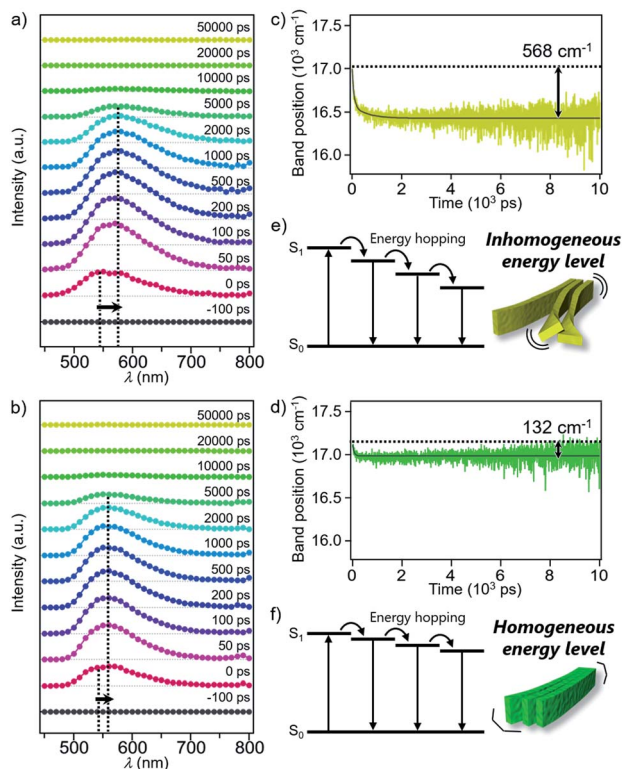 a)
50000 ps
20000 ps
10000 ps
5000 ps
2000 ps
1000 ps
500 ps
200 ps
100 ps
50 ps
0 ps
-100 ps
Intensity (a.u.)
500 600 700 800
λ (nm)
b)
50000 ps
20000 ps
10000 ps
5000 ps
2000 ps
1000 ps
500 ps
200 ps
100 ps
50 ps
0 ps
-100 ps
Intensity (a.u.)
500 600 700 800
λ (nm)
c)
Band position (10³ cm⁻¹)
17.5
17.0
16.5
16.0
568 cm⁻¹
0 2 4 6 8 10
Time (10³ ps)
e)
S₁
Energy hopping
S₀
Inhomogeneous
energy level
d)
Band position (10³ cm⁻¹)
17.5
17.0
16.5
16.0
132 cm⁻¹
0 2 4 6 8 10
Time (10³ ps)
f)
S₁
Energy hopping
S₀
Homogeneous
energy level